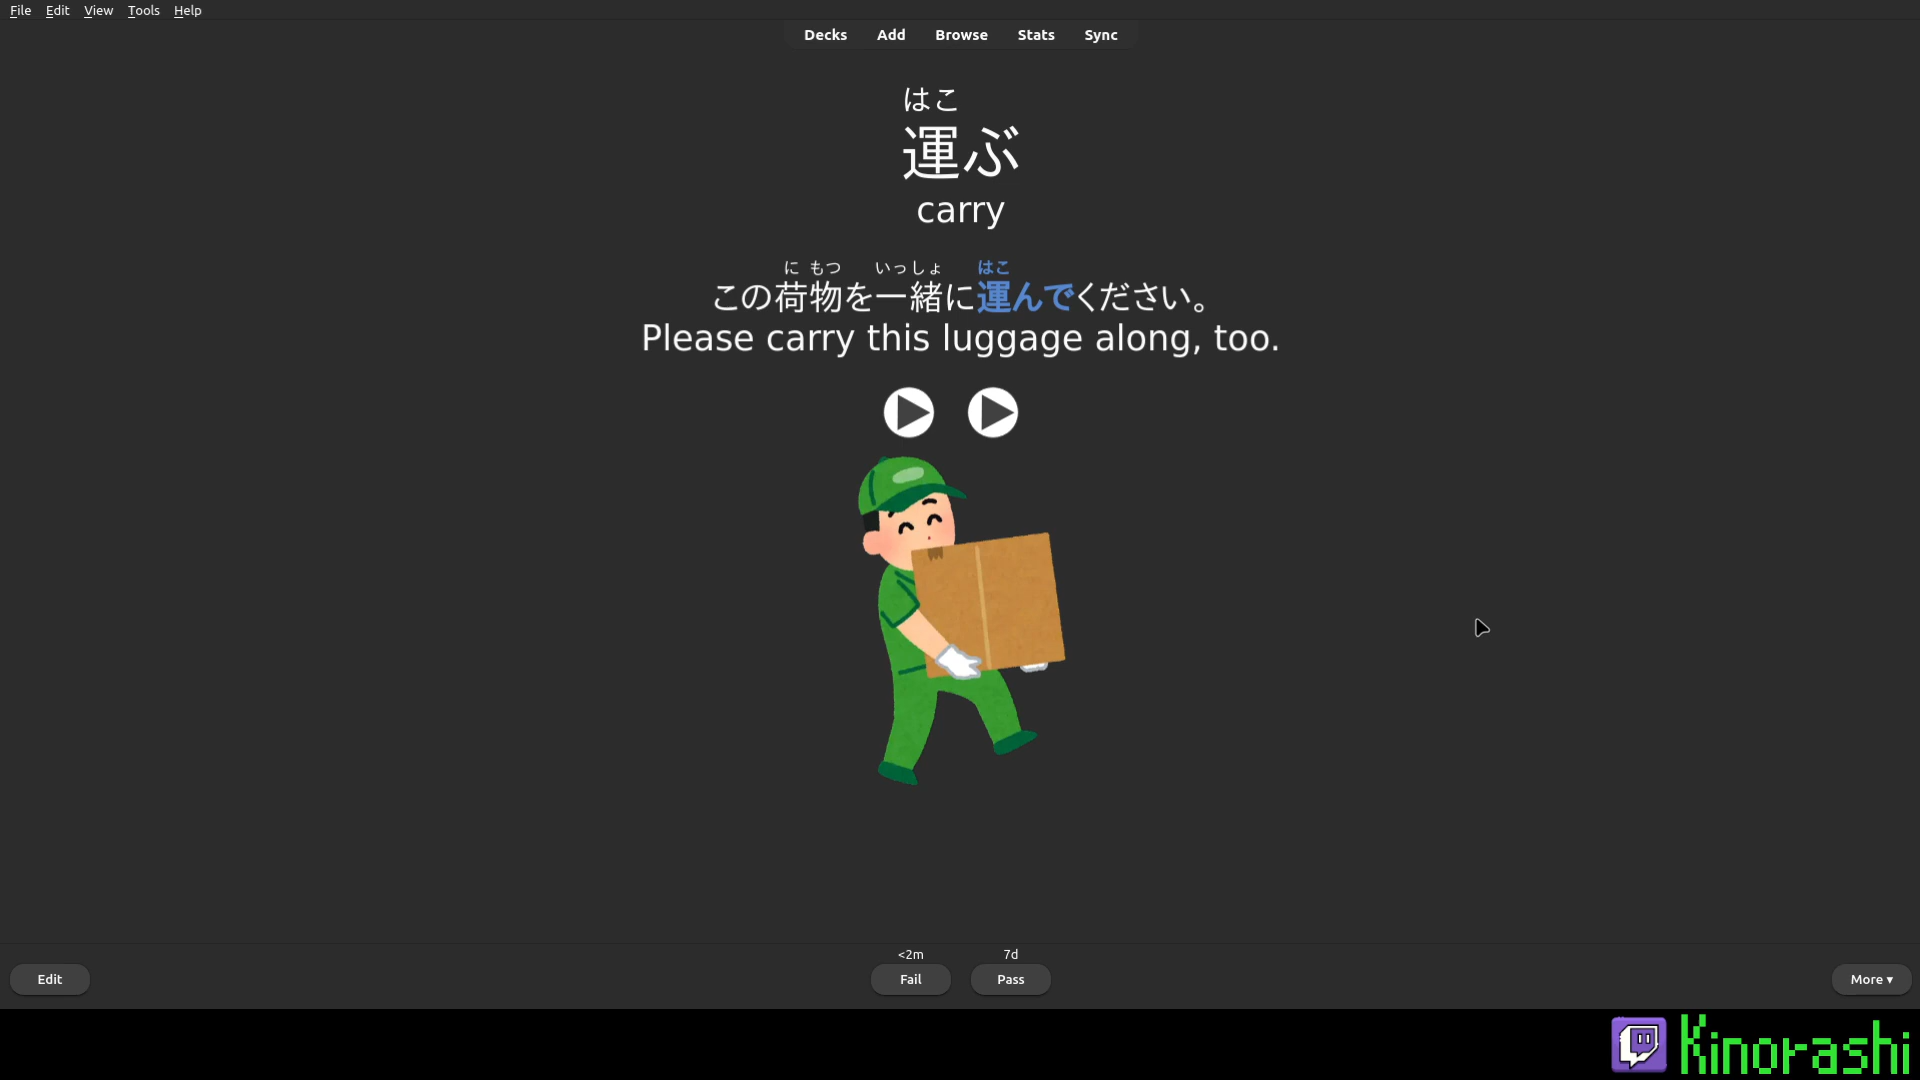 File Edit View Tools Help
Decks Add Browse Stats Sync
はこ
運ぶ
carry
に もつ いっしょ はこ
この荷物を一緒に運んでください。
Please carry this luggage along, too.
<2m 7d
Edit Fail Pass More ▾
Kinorashi